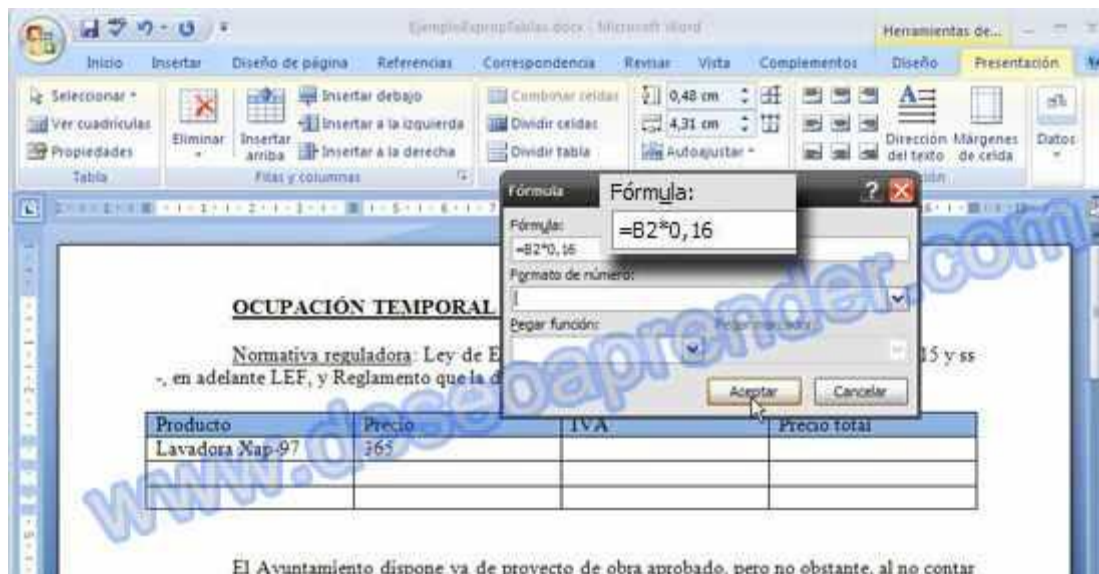 EjemploExpropTablas.docx - Microsoft Word
Herramientas de...
Inicio Insertar Diseño de página Referencias Correspondencia Revisar Vista Complementos Diseño Presentación
Seleccionar
Ver cuadrículas
Propiedades
Tabla
Eliminar
Insertar arriba
Insertar debajo
Insertar a la izquierda
Insertar a la derecha
Filas y columnas
Combinar celdas
Dividir celdas
Dividir tabla
0,48 cm
4,31 cm
Autoajustar
Dirección del texto
Márgenes de celda
Datos
Fórmula
Fórmula:
=B2*0,16
Fórmula:
=B2*0,16
Formato de número:
Pegar función:
Aceptar Cancelar
OCUPACIÓN TEMPORAL
Normativa reguladora: Ley de E 15 y ss
-, en adelante LEF, y Reglamento que la d
Producto Precio IVA Precio total
Lavadora Xap-97 365
El Ayuntamiento dispone ya de proyecto de obra aprobado, pero no obstante, al no contar
www.deseoaprender.com